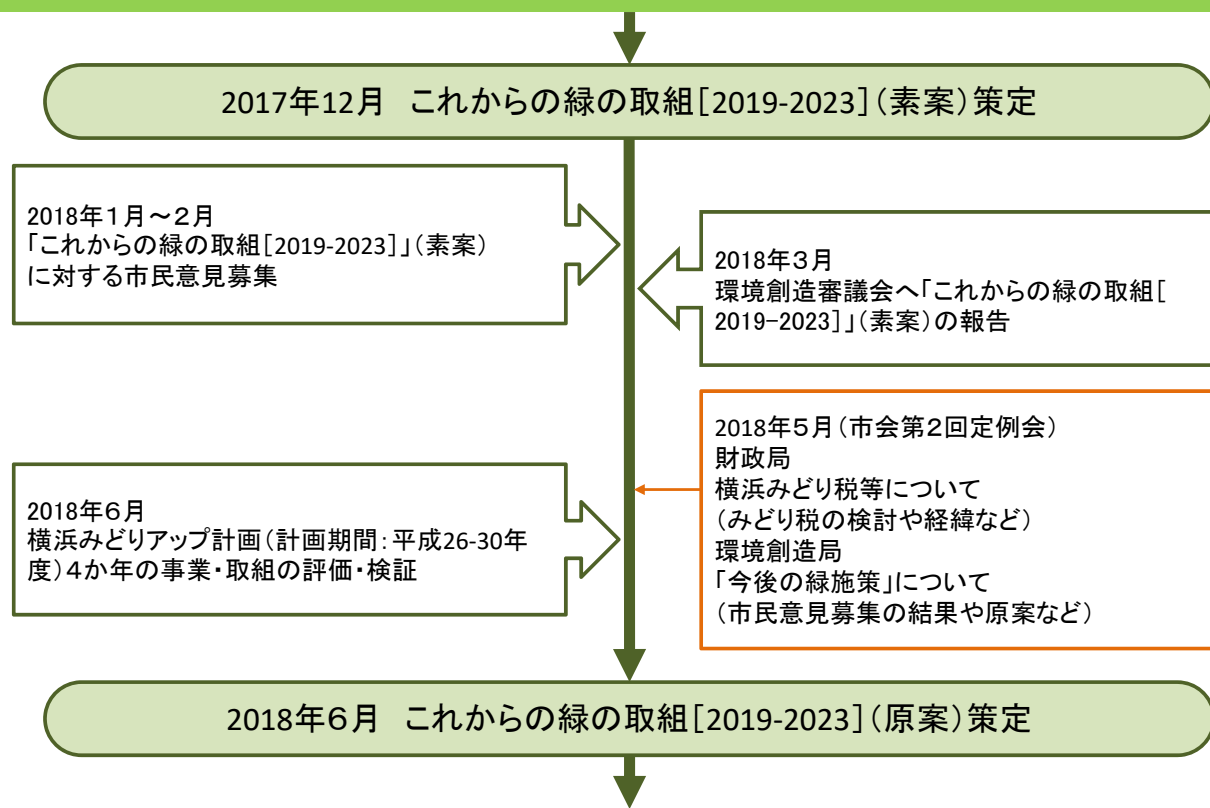 2017年12月　これからの緑の取組[2019-2023](素案)策定
2018年１月～２月
「これからの緑の取組[2019-2023]」(素案)
に対する市民意見募集
2018年３月
環境創造審議会へ「これからの緑の取組[
2019-2023]」(素案)の報告
2018年５月(市会第２回定例会)
財政局
横浜みどり税等について
(みどり税の検討や経緯など)
環境創造局
「今後の緑施策」について
(市民意見募集の結果や原案など)
2018年６月
横浜みどりアップ計画(計画期間：平成26-30年
度)４か年の事業・取組の評価・検証
2018年６月　これからの緑の取組[2019-2023](原案)策定